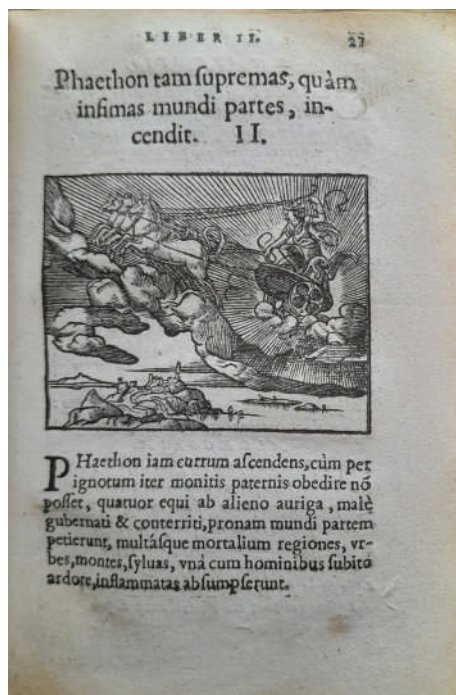 LIBER II. 27
Phaethon tam ſupremas, quàm
infimas mundi partes, in-
cendit. II.
PHaethon iam currum aſcendens, cùm per
ignotum iter monitis paternis obedire nõ
poſſet, quatuor equi ab alieno auriga, malè
gubernati & conterriti, pronam mundi partem
petierunt, multáſque mortalium regiones, vr-
bes, montes, ſyluas, vnà cum hominibus ſubito
ardore, inflammatas abſumpſerunt.